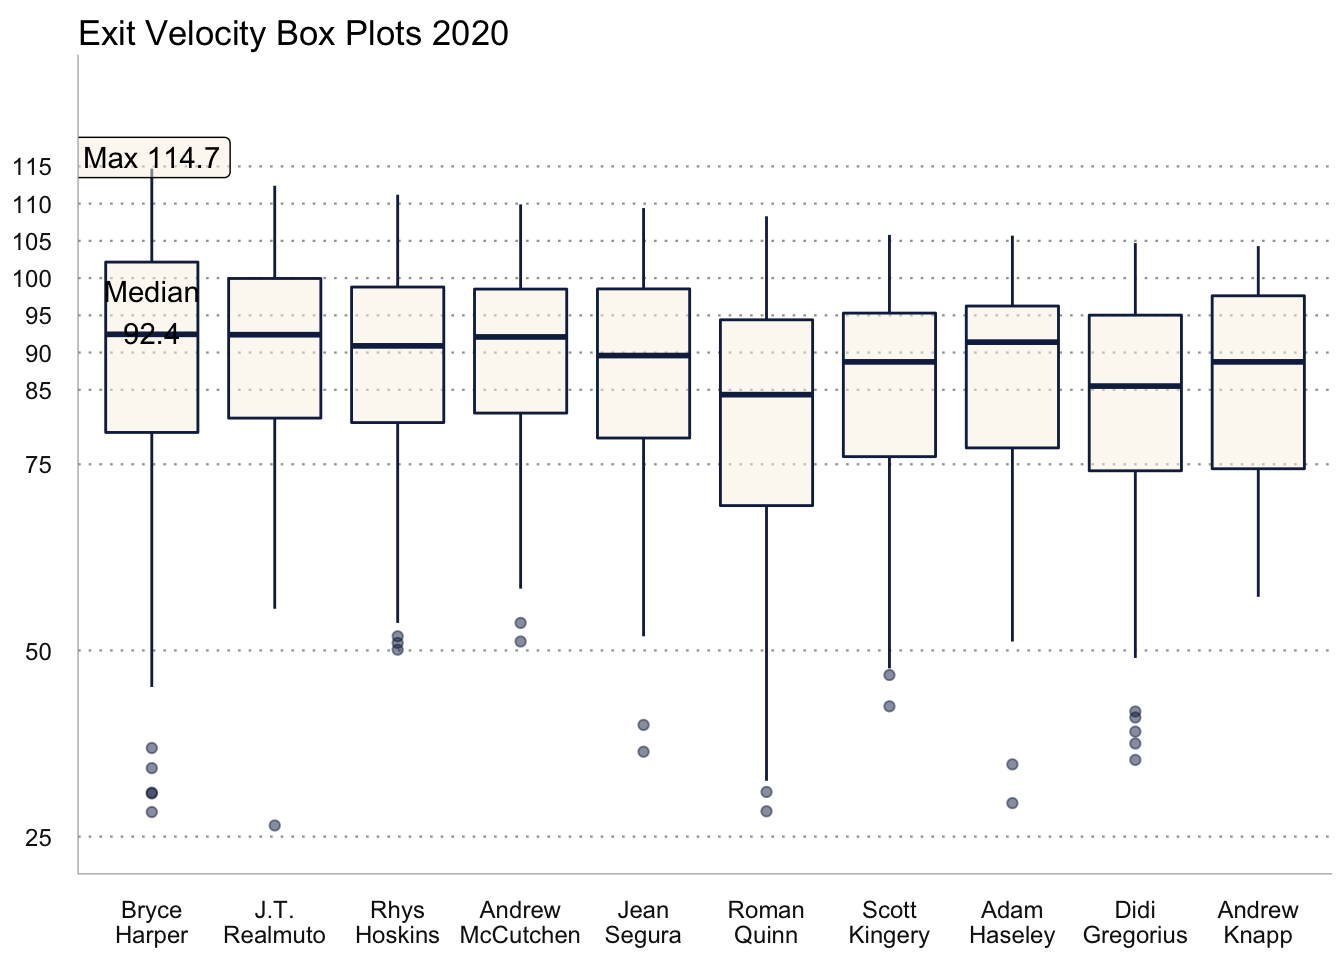 Exit Velocity Box Plots 2020
Max 114.7
115
110
105
100
95
90
85
75
50
25
Median
92.4
Bryce
Harper
J.T.
Realmuto
Rhys
Hoskins
Andrew
McCutchen
Jean
Segura
Roman
Quinn
Scott
Kingery
Adam
Haseley
Didi
Gregorius
Andrew
Knapp